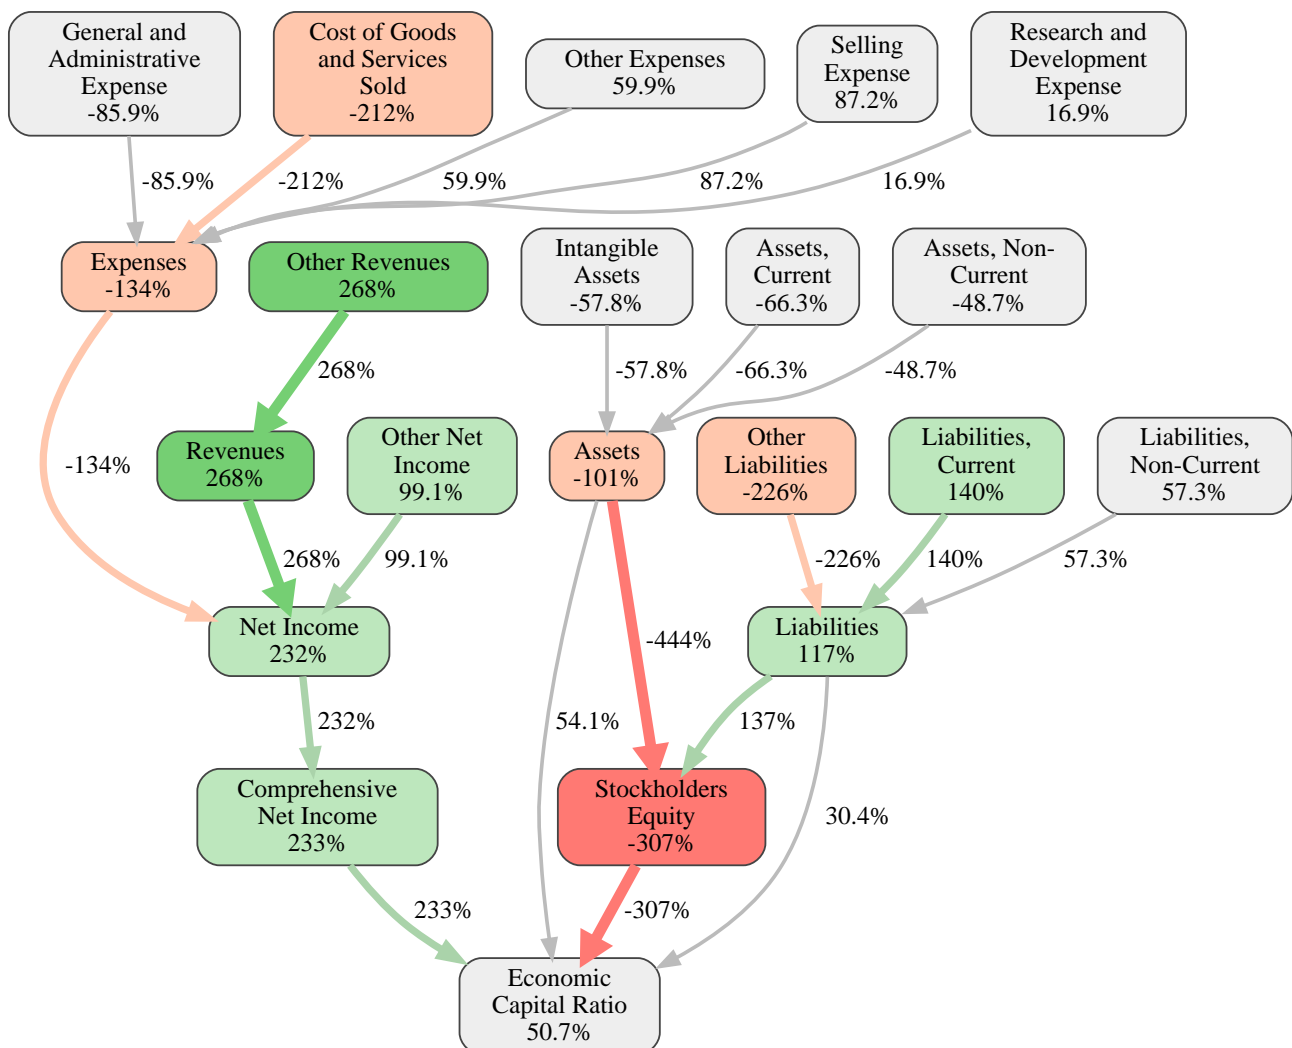 General and
Administrative
Expense
-85.9%
Cost of Goods
and Services
Sold
-212%
Other Expenses
59.9%
Selling
Expense
87.2%
Research and
Development
Expense
16.9%
-85.9%
-212%
59.9%
87.2%
16.9%
Expenses
-134%
Other Revenues
268%
Intangible
Assets
-57.8%
Assets,
Current
-66.3%
Assets, Non-
Current
-48.7%
268%
-57.8%
-66.3%
-48.7%
-134%
Revenues
268%
Other Net
Income
99.1%
Assets
-101%
Other
Liabilities
-226%
Liabilities,
Current
140%
Liabilities,
Non-Current
57.3%
268%
99.1%
-226%
140%
57.3%
Net Income
232%
-444%
Liabilities
117%
232%
54.1%
137%
Comprehensive
Net Income
233%
Stockholders
Equity
-307%
30.4%
233%
-307%
Economic
Capital Ratio
50.7%